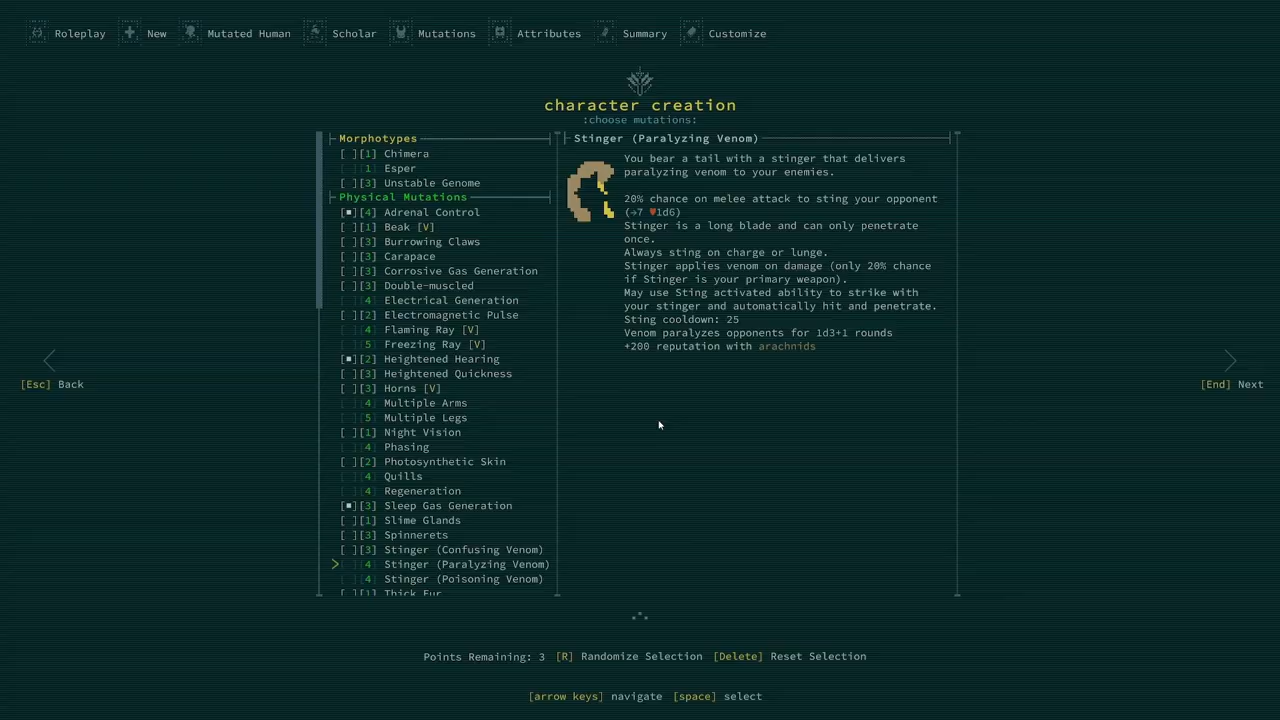 Roleplay New Mutated Human Scholar Mutations Attributes Summary Customize
character creation
:choose mutations:
Morphotypes
[ ][1] Chimera
1 Esper
[ ][3] Unstable Genome
Physical Mutations
[■][4] Adrenal Control
[ ][1] Beak [V]
[ ][3] Burrowing Claws
[ ][3] Carapace
[ ][3] Corrosive Gas Generation
[ ][3] Double-muscled
4 Electrical Generation
[ ][2] Electromagnetic Pulse
4 Flaming Ray [V]
5 Freezing Ray [V]
[■][2] Heightened Hearing
[ ][3] Heightened Quickness
[ ][3] Horns [V]
4 Multiple Arms
5 Multiple Legs
[ ][1] Night Vision
4 Phasing
[ ][2] Photosynthetic Skin
4 Quills
4 Regeneration
[■][3] Sleep Gas Generation
[ ][1] Slime Glands
[ ][3] Spinnerets
[ ][3] Stinger (Confusing Venom)
> 4 Stinger (Paralyzing Venom)
4 Stinger (Poisoning Venom)
[ ][1] Thick Fur
Stinger (Paralyzing Venom)
You bear a tail with a stinger that delivers
paralyzing venom to your enemies.
20% chance on melee attack to sting your opponent
(→7 ♥1d6)
Stinger is a long blade and can only penetrate
once.
Always sting on charge or lunge.
Stinger applies venom on damage (only 20% chance
if Stinger is your primary weapon).
May use Sting activated ability to strike with
your stinger and automatically hit and penetrate.
Sting cooldown: 25
Venom paralyzes opponents for 1d3+1 rounds
+200 reputation with arachnids
[Esc] Back
[End] Next
Points Remaining: 3 [R] Randomize Selection [Delete] Reset Selection
[arrow keys] navigate [space] select